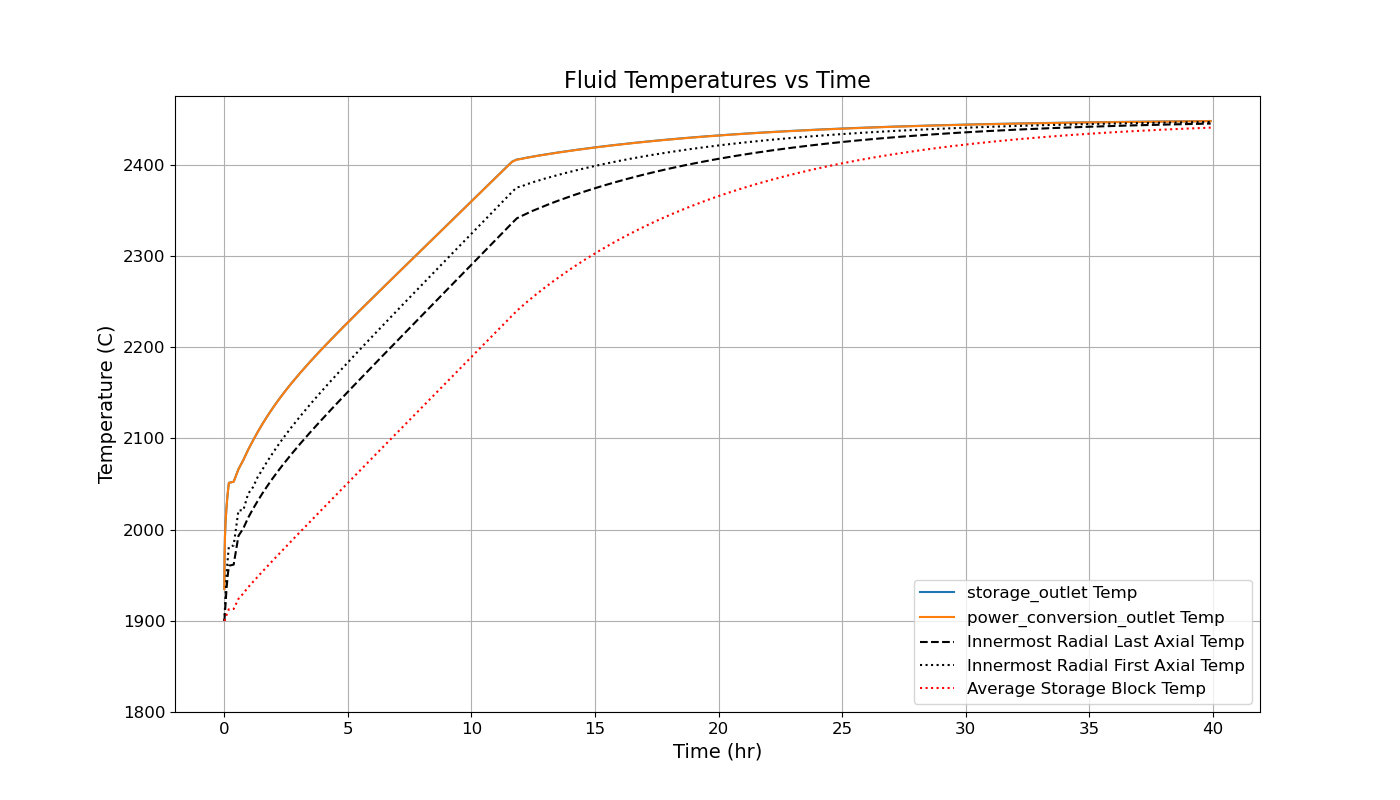 Fluid Temperatures vs Time
Temperature (C)
2400
2300
2200
2100
2000
1900
1800
storage_outlet Temp
power_conversion_outlet Temp
Innermost Radial Last Axial Temp
Innermost Radial First Axial Temp
Average Storage Block Temp
0 5 10 15 20 25 30 35 40
Time (hr)